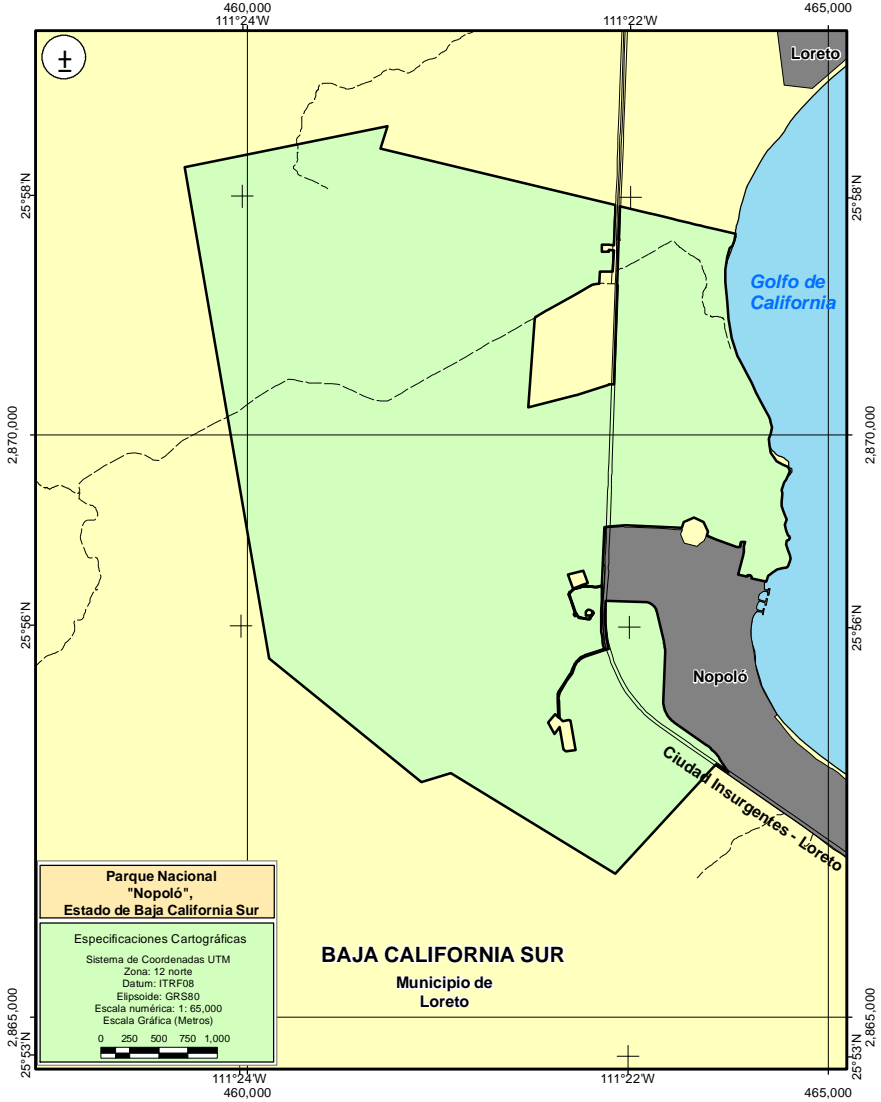 460,000
111°24'W
111°22'W
465,000
Loreto
25°58'N
25°58'N
Golfo de
California
2,870,000
2,870,000
25°56'N
25°56'N
Nopoló
Ciudad Insurgentes - Loreto
Parque Nacional
"Nopoló",
Estado de Baja California Sur
Especificaciones Cartográficas
Sistema de Coordenadas UTM
Zona: 12 norte
Datum: ITRF08
Elipsoide: GRS80
Escala numérica: 1: 65,000
Escala Gráfica (Metros)
0 250 500 750 1,000
BAJA CALIFORNIA SUR
Municipio de
Loreto
2,865,000
2,865,000
25°53'N
25°53'N
111°24'W
460,000
111°22'W
465,000